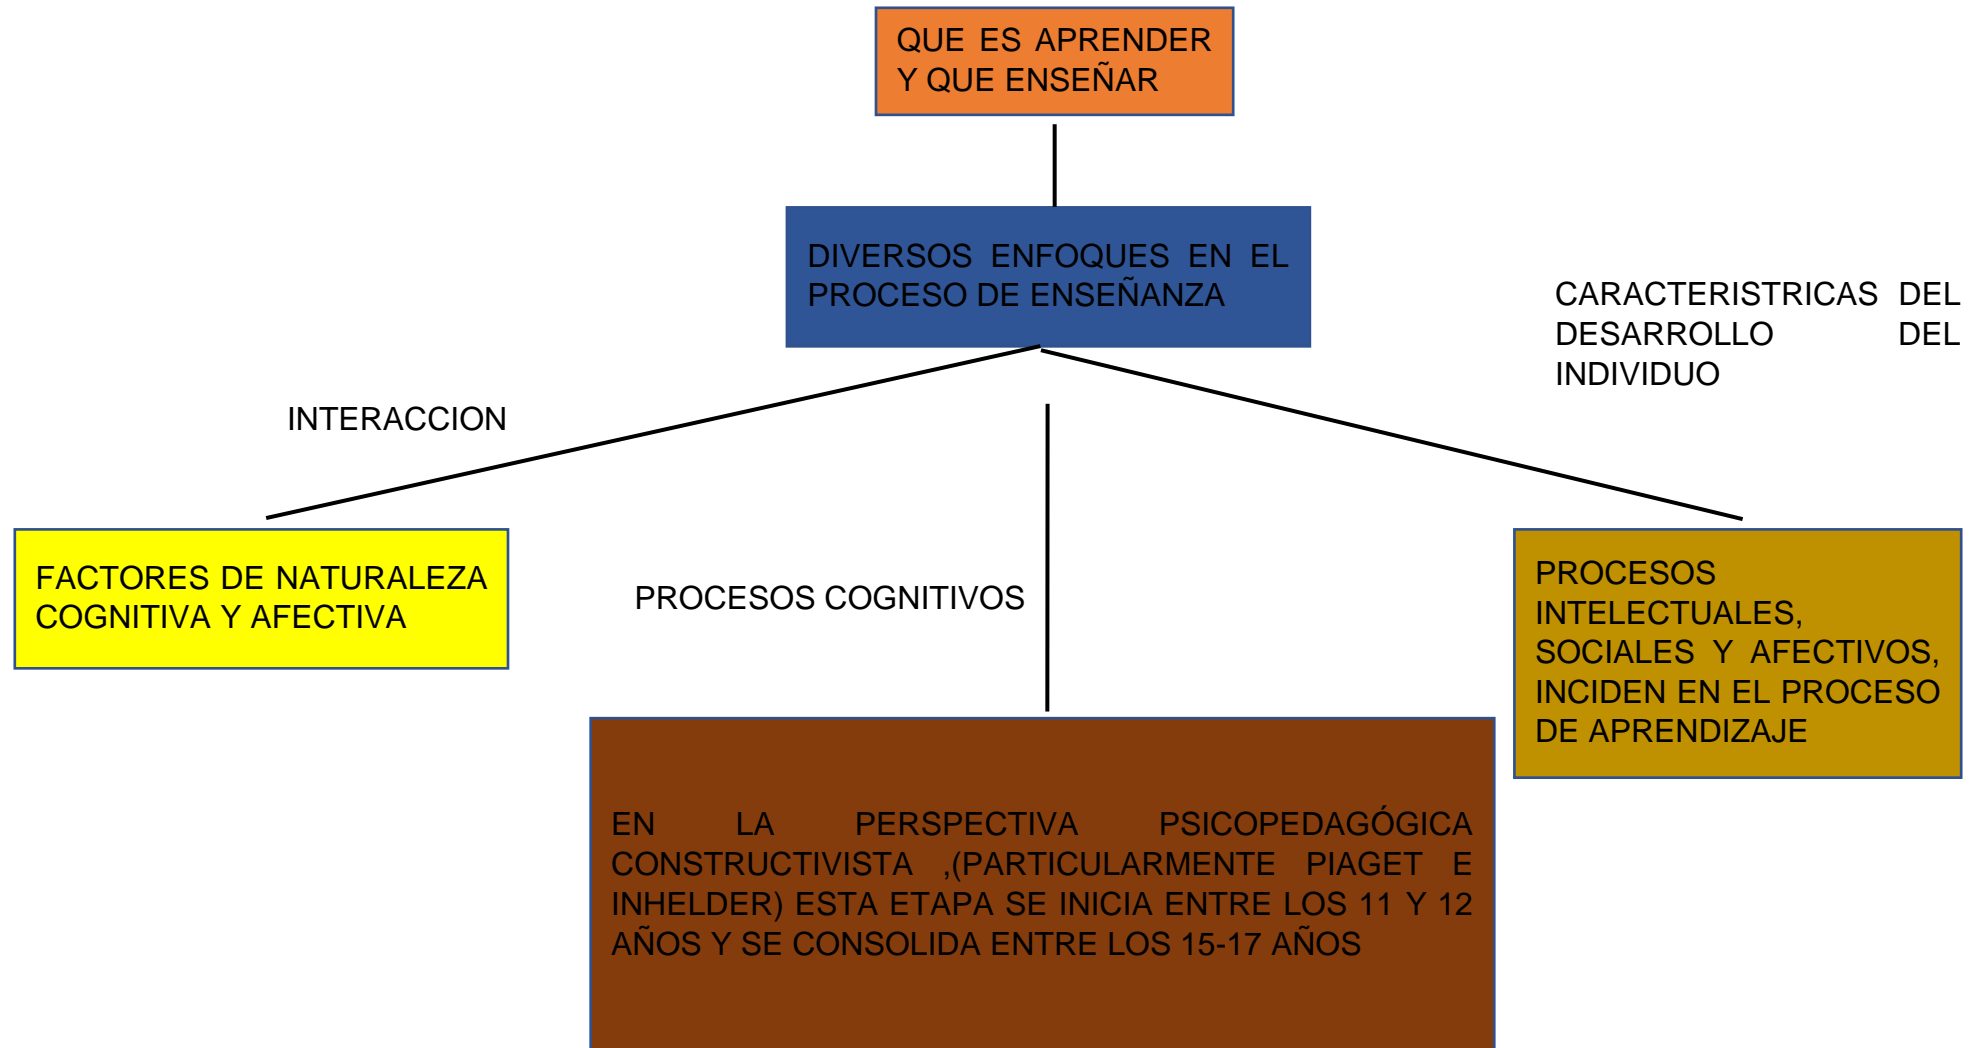 QUE ES APRENDER
Y QUE ENSEÑAR
DIVERSOS ENFOQUES EN EL
PROCESO DE ENSEÑANZA
CARACTERISTRICAS DEL
DESARROLLO DEL
INDIVIDUO
INTERACCION
FACTORES DE NATURALEZA
COGNITIVA Y AFECTIVA
PROCESOS COGNITIVOS
PROCESOS
INTELECTUALES,
SOCIALES Y AFECTIVOS,
INCIDEN EN EL PROCESO
DE APRENDIZAJE
EN LA PERSPECTIVA PSICOPEDAGÓGICA
CONSTRUCTIVISTA ,(PARTICULARMENTE PIAGET E
INHELDER) ESTA ETAPA SE INICIA ENTRE LOS 11 Y 12
AÑOS Y SE CONSOLIDA ENTRE LOS 15-17 AÑOS